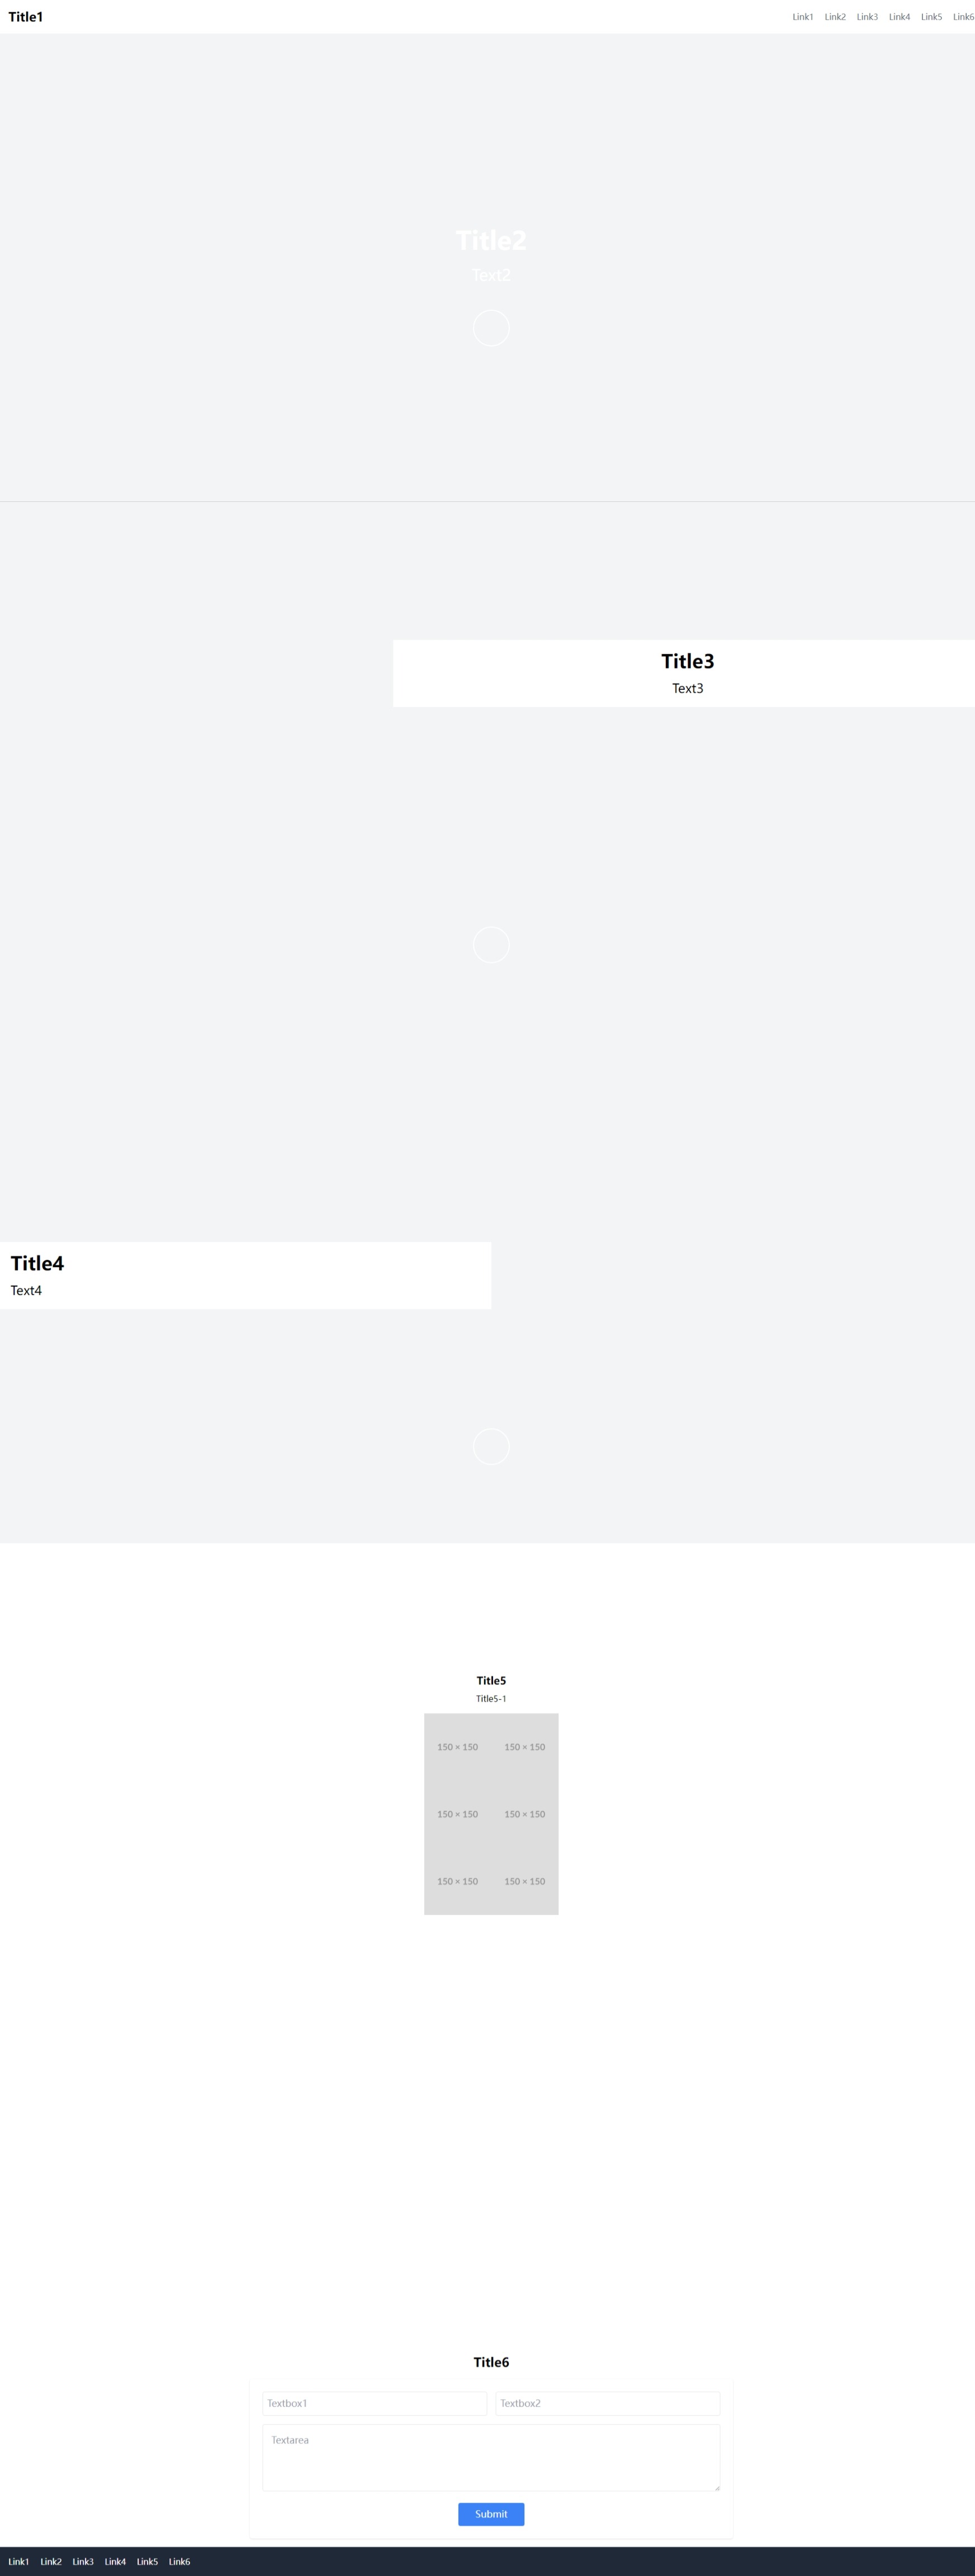 Title1
Link1 Link2 Link3 Link4 Link5 Link6
Title2
Text2
Title3
Text3
Title4
Text4
Title5
Title5-1
150 × 150 150 × 150
150 × 150 150 × 150
150 × 150 150 × 150
Title6
Textbox1 Textbox2
Textarea
Submit
Link1 Link2 Link3 Link4 Link5 Link6